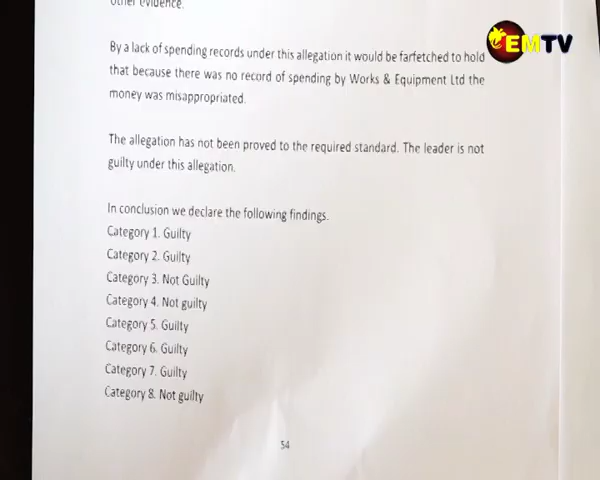 other evidence.
EMTV
By a lack of spending records under this allegation it would be farfetched to hold
that because there was no record of spending by Works & Equipment Ltd the
money was misappropriated.
The allegation has not been proved to the required standard. The leader is not
guilty under this allegation.
In conclusion we declare the following findings.
Category 1. Guilty
Category 2. Guilty
Category 3. Not Guilty
Category 4. Not guilty
Category 5. Guilty
Category 6. Guilty
Category 7. Guilty
Category 8. Not guilty
54